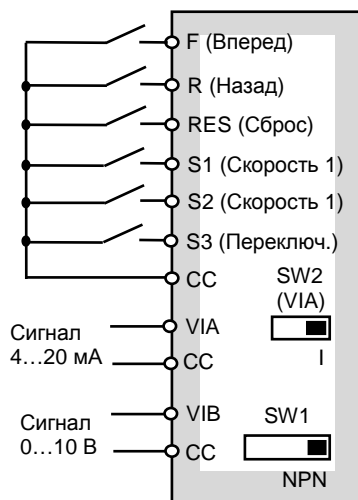 F (Вперед)
R (Назад)
RES (Сброс)
S1 (Скорость 1)
S2 (Скорость 1)
S3 (Переключ.)
CC
SW2
(VIA)
Сигнал
4…20 мА
VIA
CC
I
Сигнал
0…10 В
VIB
CC
SW1
NPN